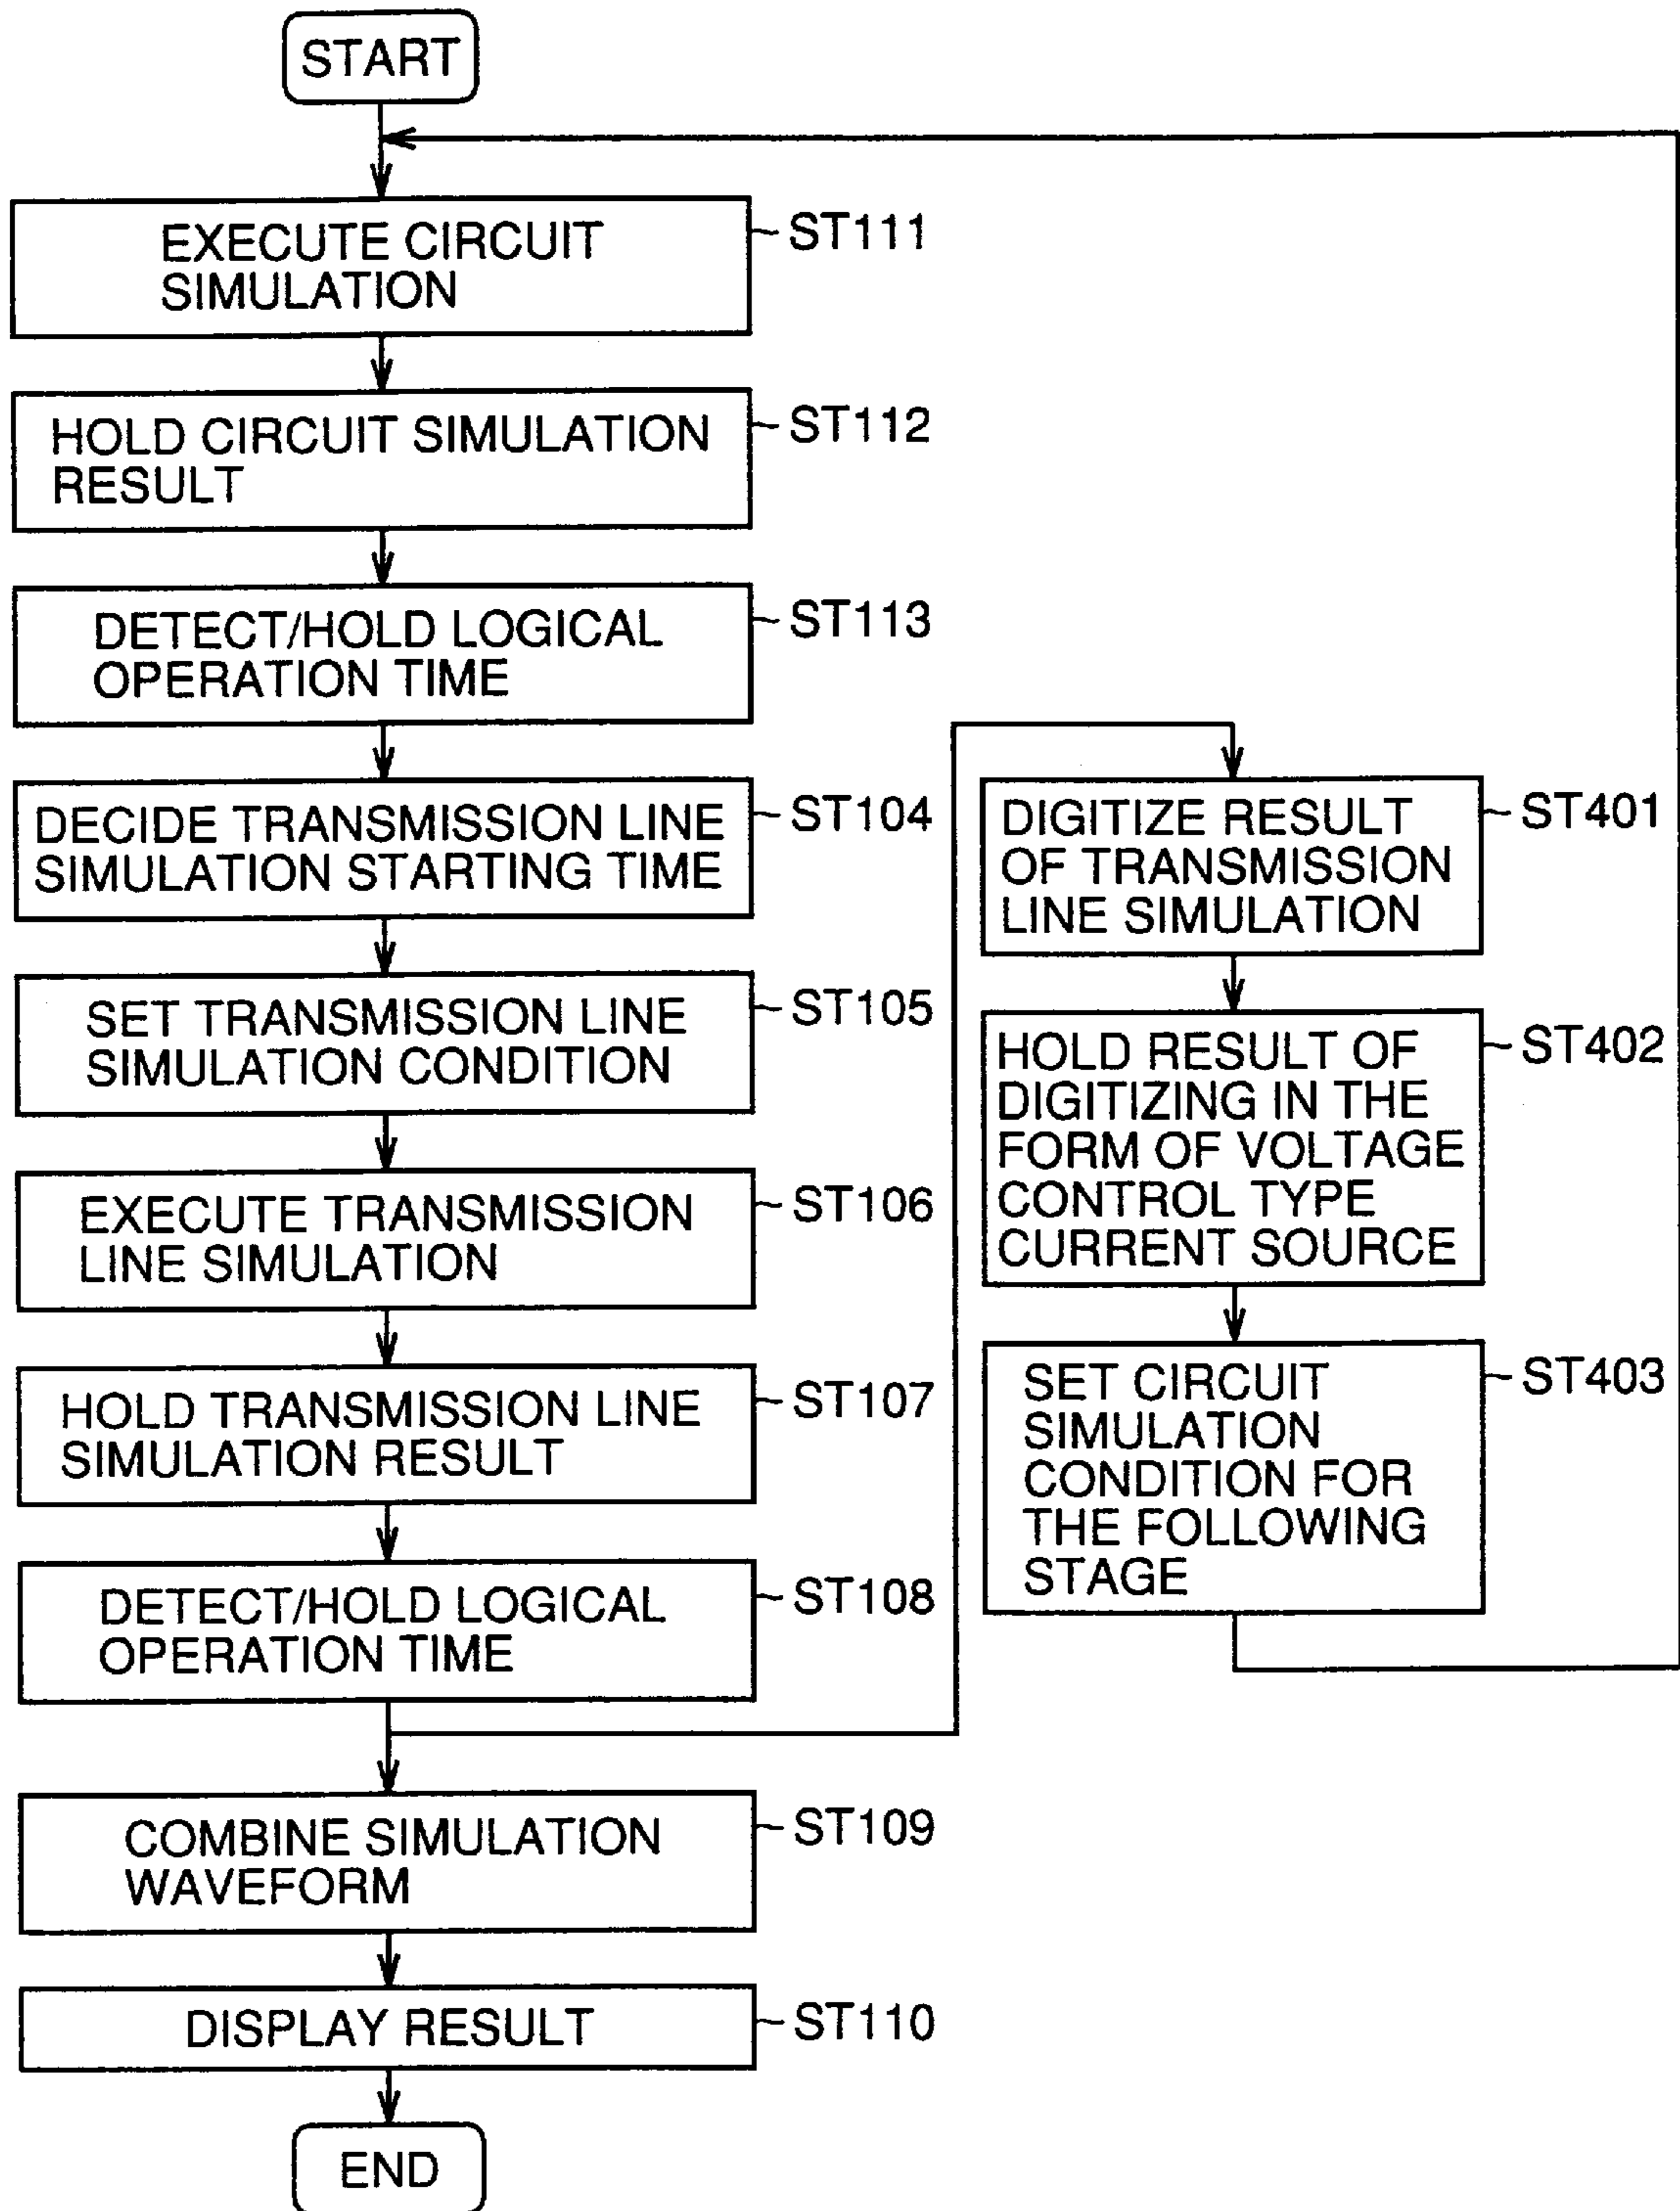 START
EXECUTE CIRCUIT
SIMULATION
ST111
HOLD CIRCUIT SIMULATION
RESULT
ST112
DETECT/HOLD LOGICAL
OPERATION TIME
ST113
DECIDE TRANSMISSION LINE
SIMULATION STARTING TIME
ST104
SET TRANSMISSION LINE
SIMULATION CONDITION
ST105
EXECUTE TRANSMISSION
LINE SIMULATION
ST106
HOLD TRANSMISSION LINE
SIMULATION RESULT
ST107
DETECT/HOLD LOGICAL
OPERATION TIME
ST108
COMBINE SIMULATION
WAVEFORM
ST109
DISPLAY RESULT
ST110
END
DIGITIZE RESULT
OF TRANSMISSION
LINE SIMULATION
ST401
HOLD RESULT OF
DIGITIZING IN THE
FORM OF VOLTAGE
CONTROL TYPE
CURRENT SOURCE
ST402
SET CIRCUIT
SIMULATION
CONDITION FOR
THE FOLLOWING
STAGE
ST403